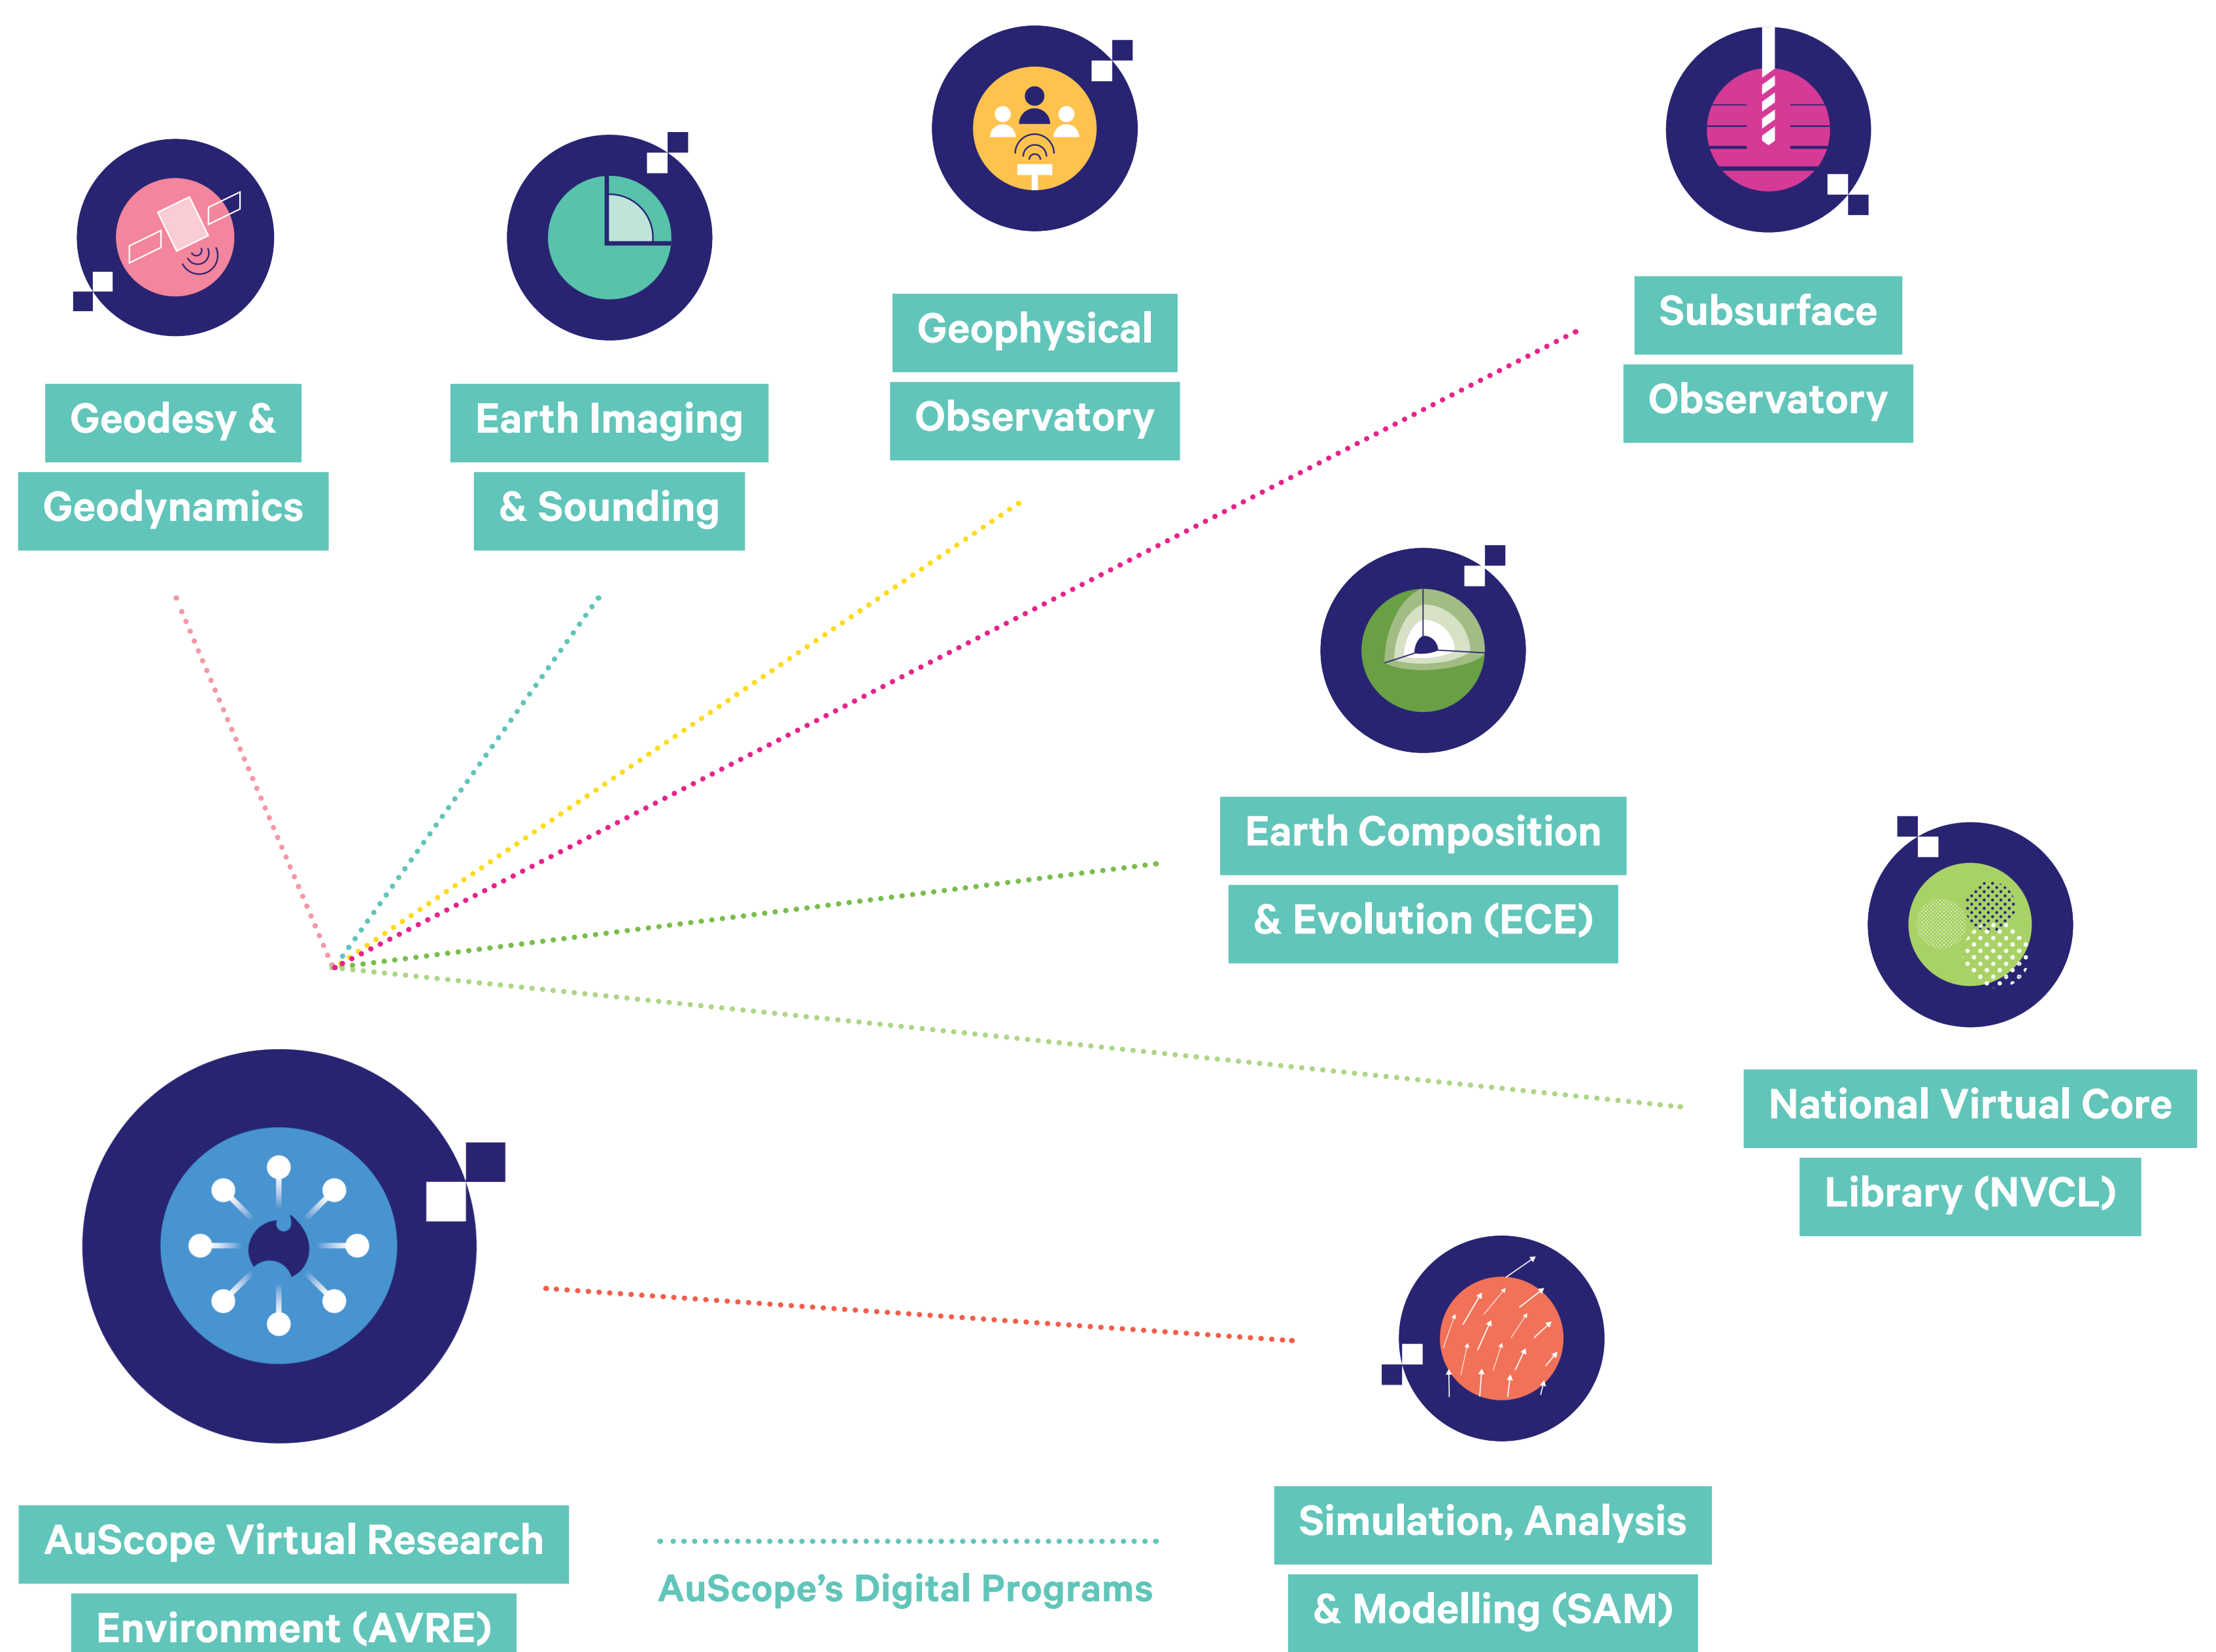 Geodesy &
Geodynamics
Earth Imaging
& Sounding
Geophysical
Observatory
Subsurface
Observatory
Earth Composition
& Evolution (ECE)
National Virtual Core
Library (NVCL)
AuScope Virtual Research
Environment (AVRE)
AuScope's Digital Programs
Simulation, Analysis
& Modelling (SAM)